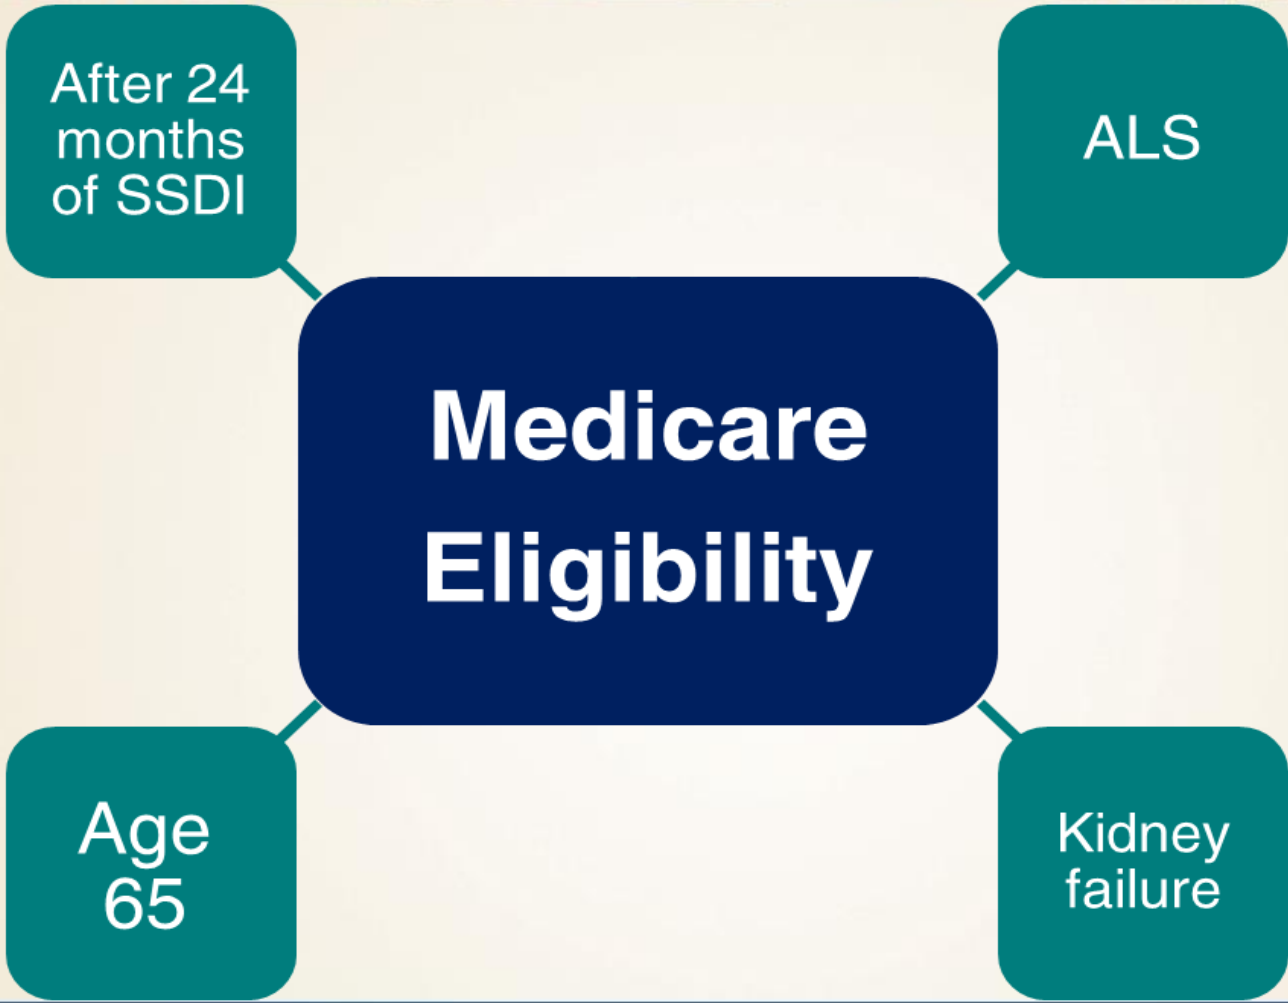 After 24
months
of SSDI
ALS
Medicare
Eligibility
Age
65
Kidney
failure